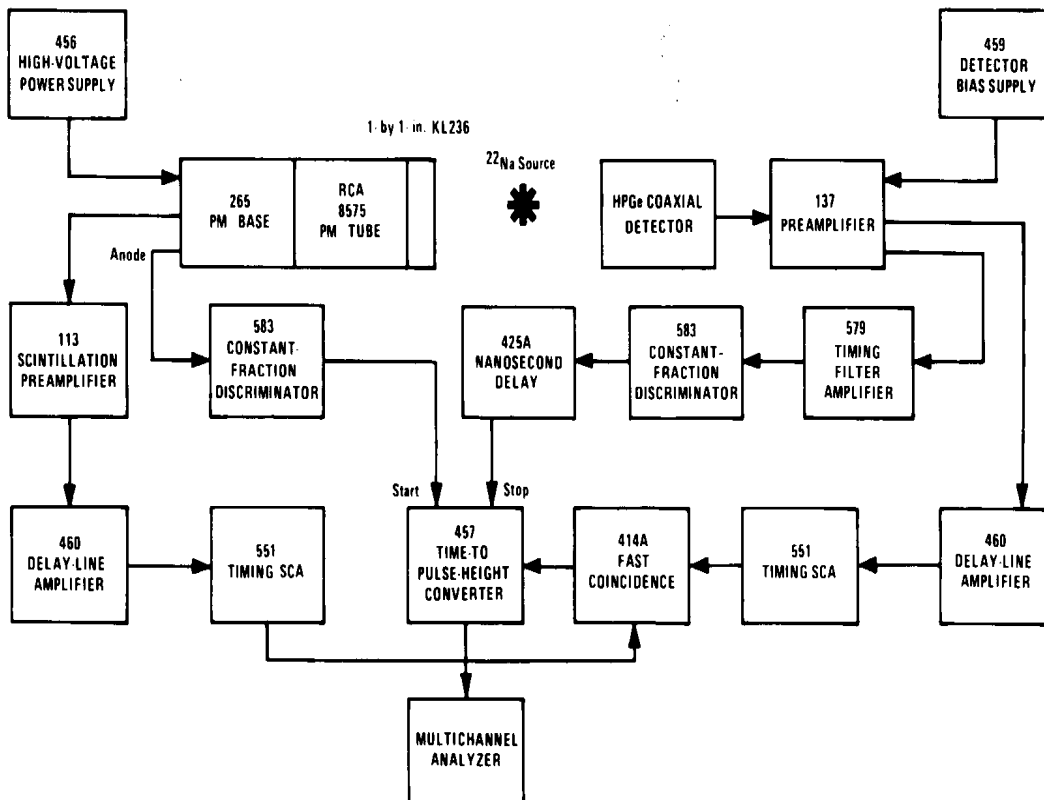 456
HIGH-VOLTAGE
POWER SUPPLY
459
DETECTOR
BIAS SUPPLY
1- by 1- in. KL236
22Na Source
265
PM BASE
RCA
8575
PM TUBE
HPGe COAXIAL
DETECTOR
137
PREAMPLIFIER
Anode
113
SCINTILLATION
PREAMPLIFIER
583
CONSTANT-
FRACTION
DISCRIMINATOR
425A
NANOSECOND
DELAY
583
CONSTANT-
FRACTION
DISCRIMINATOR
579
TIMING
FILTER
AMPLIFIER
Start
Stop
460
DELAY-LINE
AMPLIFIER
551
TIMING SCA
457
TIME-TO
PULSE-HEIGHT
CONVERTER
414A
FAST
COINCIDENCE
551
TIMING SCA
460
DELAY-LINE
AMPLIFIER
MULTICHANNEL
ANALYZER